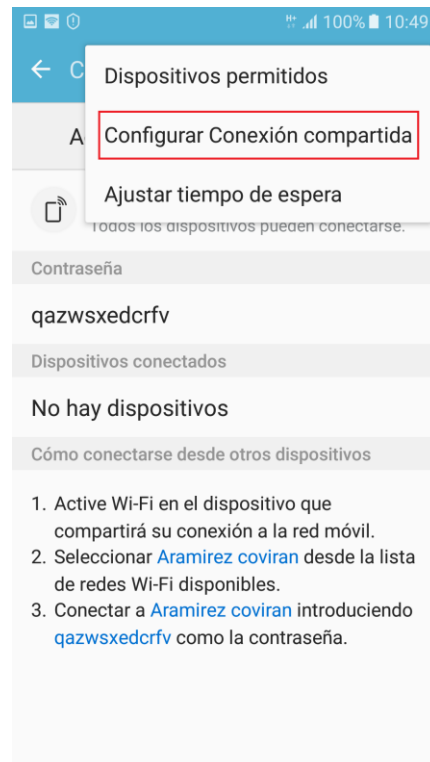 H+ 100% 10:49
C
Dispositivos permitidos
A
Configurar Conexión compartida
Ajustar tiempo de espera
Todos los dispositivos pueden conectarse.
Contraseña
qazwsxedcrfv
Dispositivos conectados
No hay dispositivos
Cómo conectarse desde otros dispositivos
1. Active Wi-Fi en el dispositivo que
compartirá su conexión a la red móvil.
2. Seleccionar Aramirez coviran desde la lista
de redes Wi-Fi disponibles.
3. Conectar a Aramirez coviran introduciendo
qazwsxedcrfv como la contraseña.